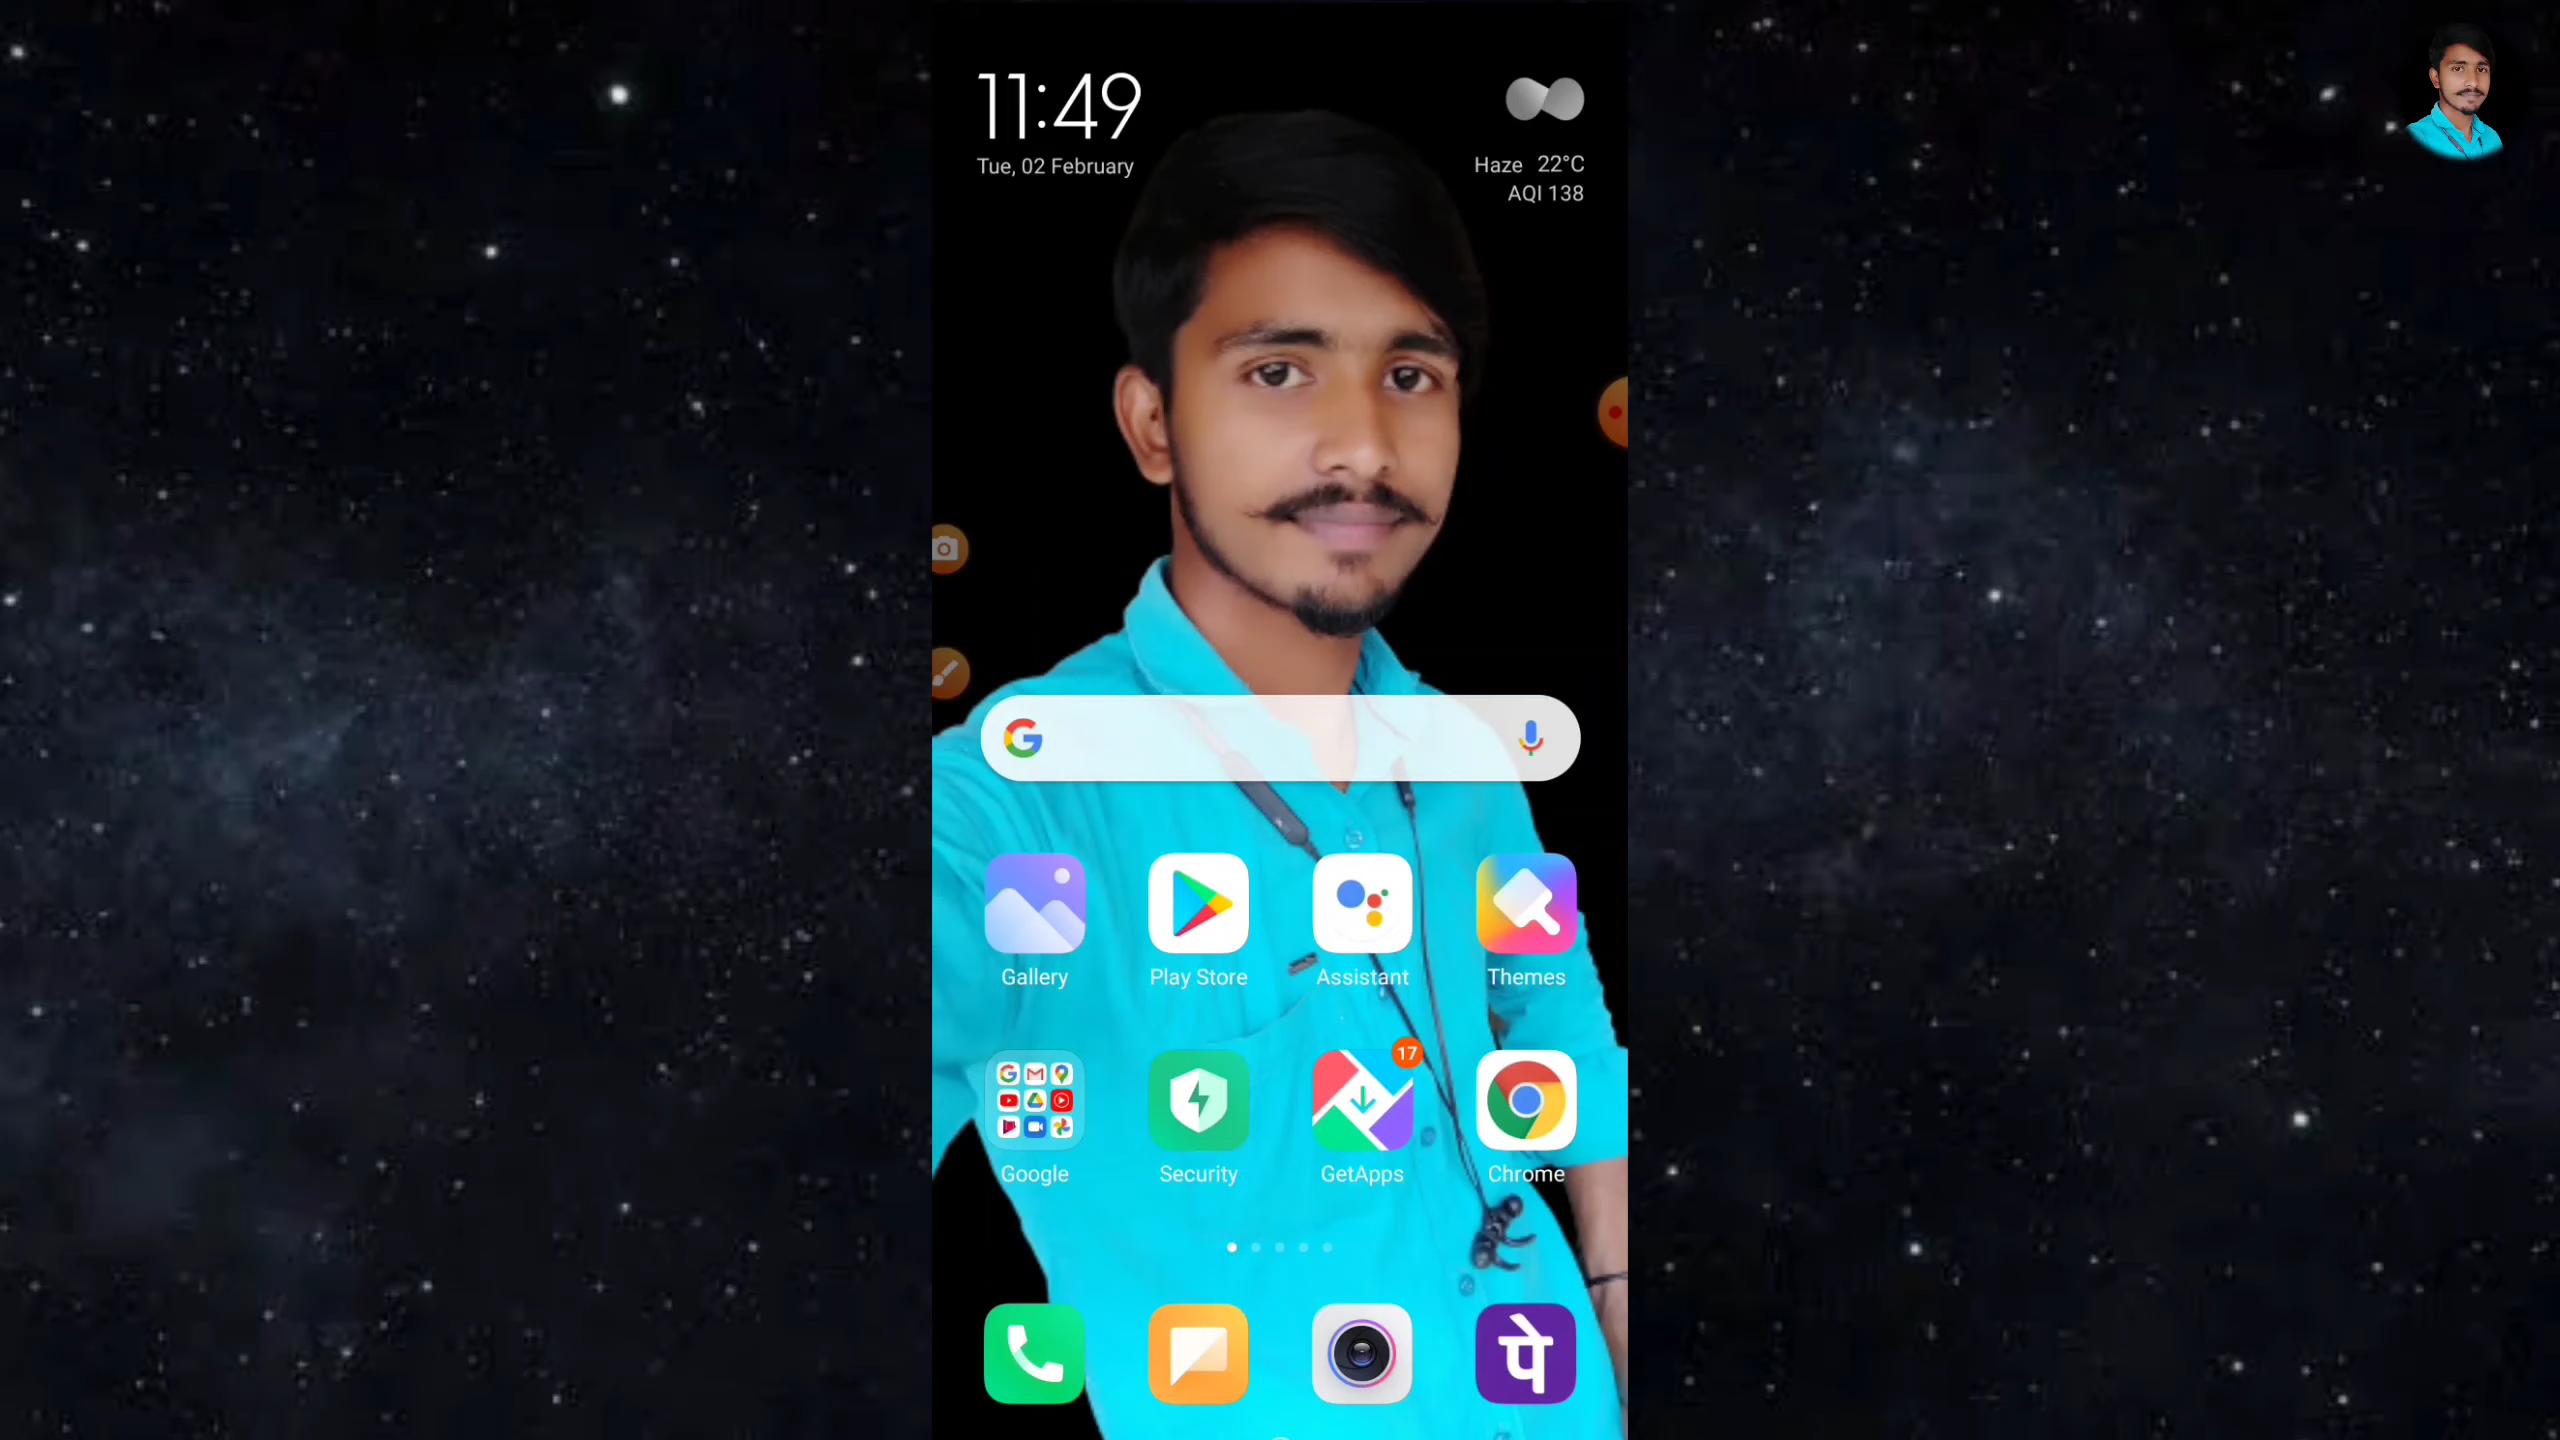 11:49
Tue, 02 February
Haze 22°C
AQI 138
Gallery
Play Store
Assistant
Themes
17
Google
Security
GetApps
Chrome
पे